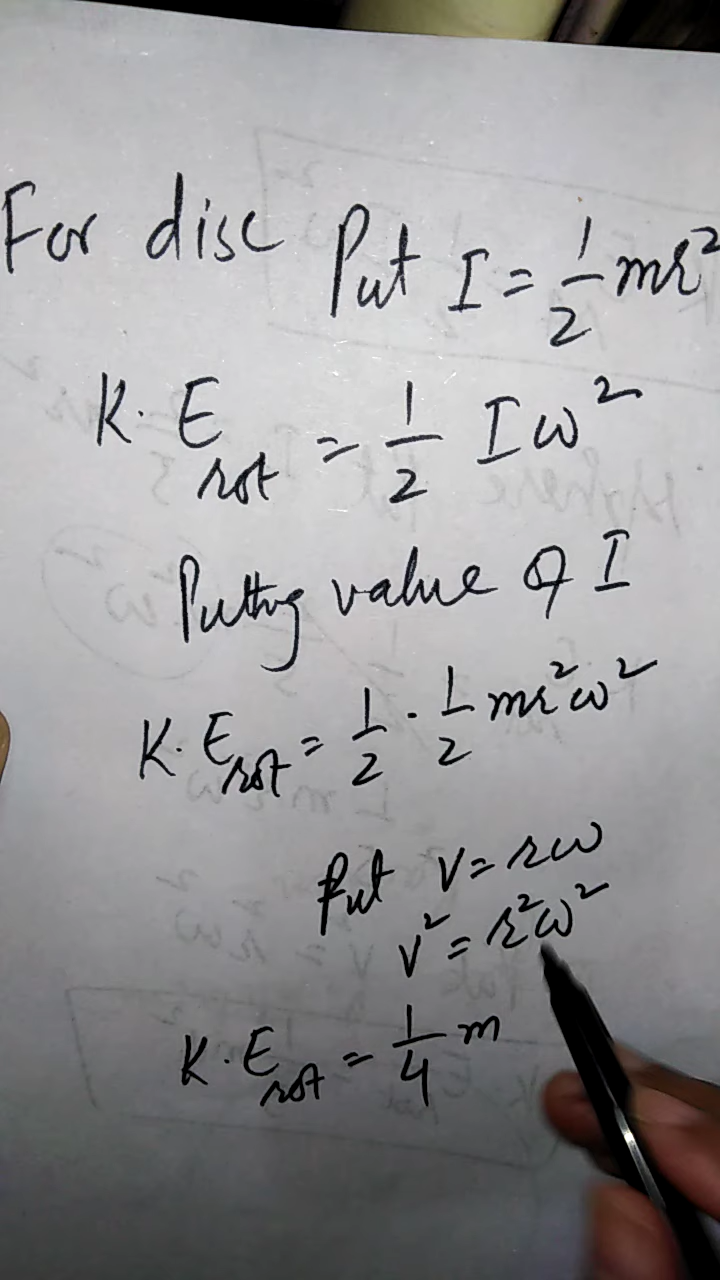 For disc Put I = 1/2 mr²
K.E rot = 1/2 Iω²
Putting value of I
K.E rot = 1/2 . 1/2 mr²ω²
Put v = rω
v² = r²ω²
K.E rot = 1/4 m